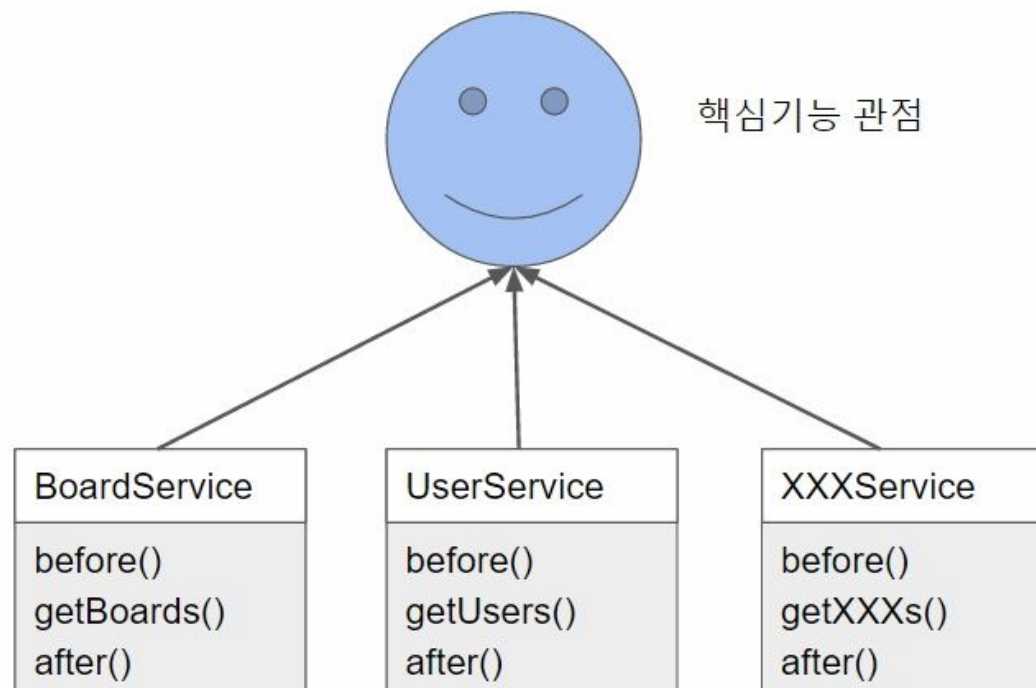 핵심기능 관점
BoardService
before()
getBoards()
after()
UserService
before()
getUsers()
after()
XXXService
before()
getXXXs()
after()